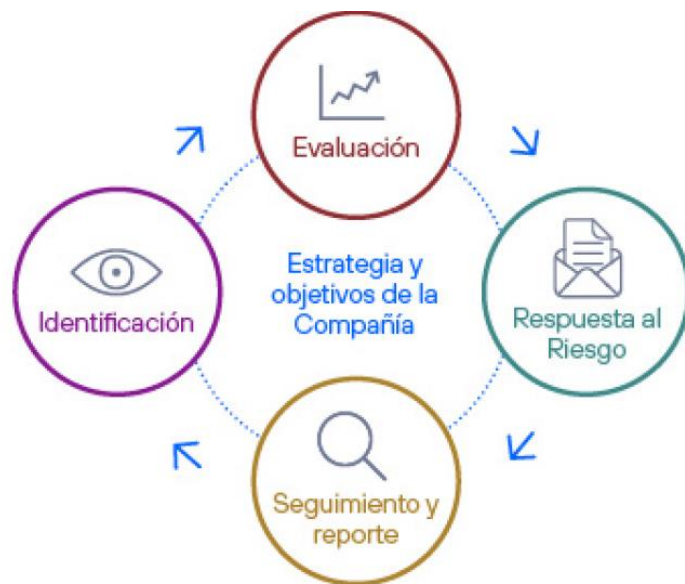 Evaluación
Identificación
Estrategia y
objetivos de la
Compañía
Respuesta al
Riesgo
Seguimiento y
reporte